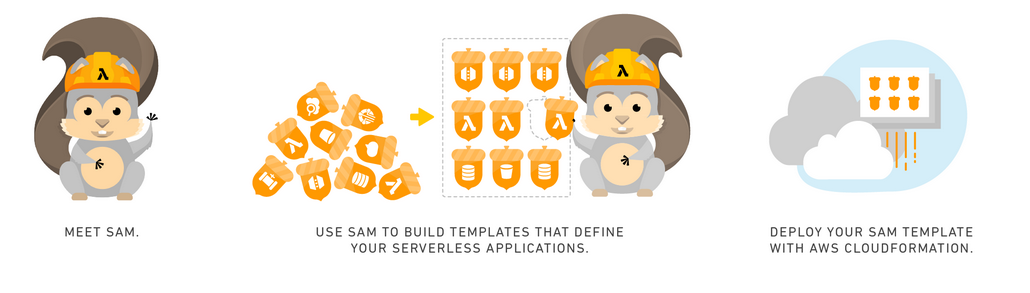 MEET SAM.
USE SAM TO BUILD TEMPLATES THAT DEFINE
YOUR SERVERLESS APPLICATIONS.
DEPLOY YOUR SAM TEMPLATE
WITH AWS CLOUDFORMATION.